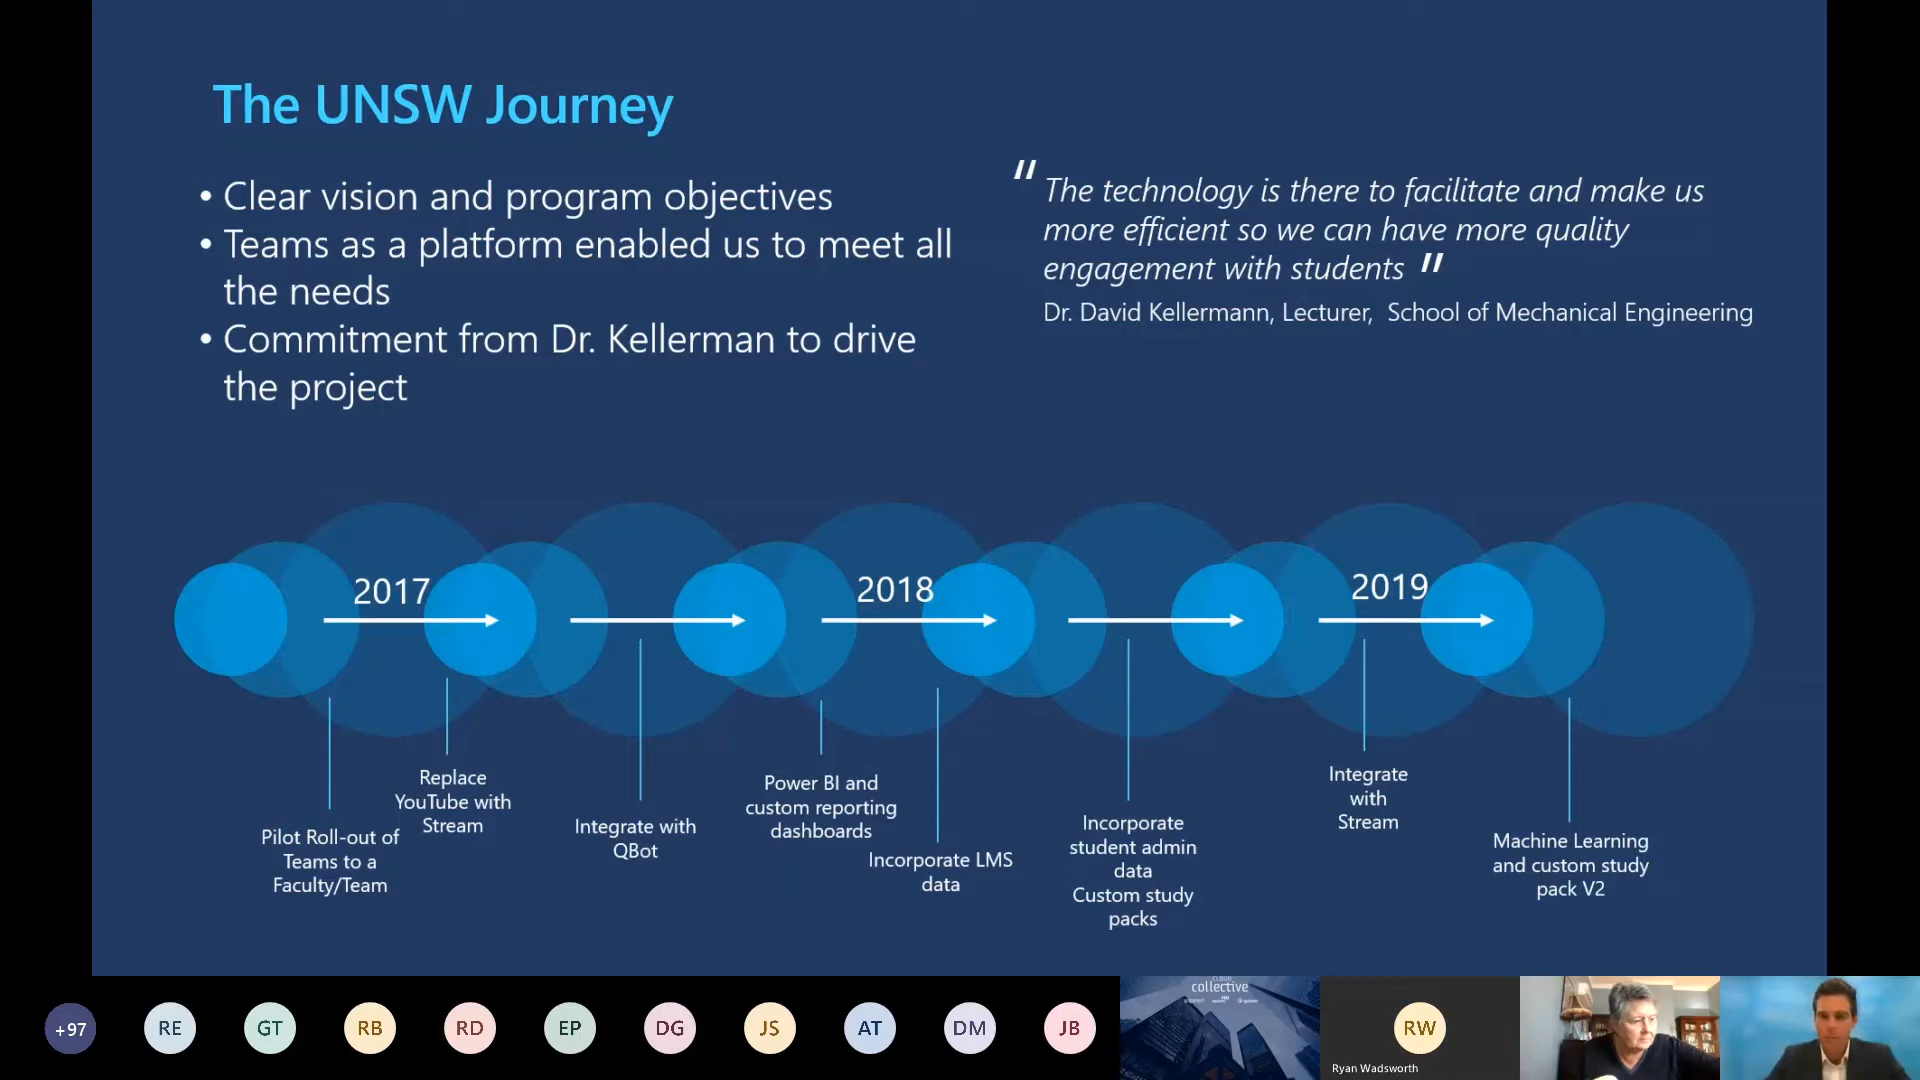 The UNSW Journey
• Clear vision and program objectives
• Teams as a platform enabled us to meet all
the needs
• Commitment from Dr. Kellerman to drive
the project
"The technology is there to facilitate and make us
more efficient so we can have more quality
engagement with students"
Dr. David Kellermann, Lecturer, School of Mechanical Engineering
2017
2018
2019
Pilot Roll-out of
Teams to a
Faculty/Team
Replace
YouTube with
Stream
Integrate with
QBot
Power BI and
custom reporting
dashboards
Incorporate LMS
data
Incorporate
student admin
data
Custom study
packs
Integrate
with
Stream
Machine Learning
and custom study
pack V2
+97
RE
GT
RB
RD
EP
DG
JS
AT
DM
JB
collective
RW
Ryan Wadsworth